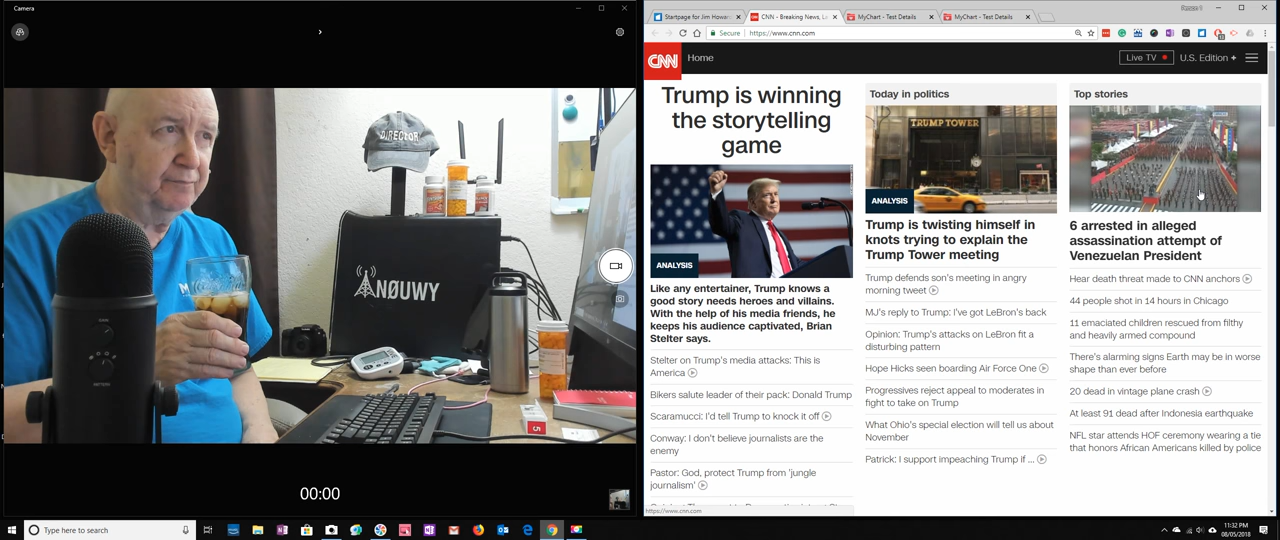 Camera
DIRECTOR
ANØUWY
5
00:00
Startpage for Jim Howar
CNN - Breaking News, La
MyChart - Test Details
MyChart - Test Details
Secure
https://www.cnn.com
CNN
Home
Live TV
U.S. Edition +
Trump is winning
the storytelling
game
ANALYSIS
Like any entertainer, Trump knows a
good story needs heroes and villains.
With the help of his media friends, he
keeps his audience captivated, Brian
Stelter says.
Stelter on Trump's media attacks: This is
America
Bikers salute leader of their pack: Donald Trump
Scaramucci: I'd tell Trump to knock it off
Conway: I don't believe journalists are the
enemy
Pastor: God, protect Trump from 'jungle
journalism'
https://www.cnn.com
Today in politics
TRUMP TOWER
ANALYSIS
Trump is twisting himself in
knots trying to explain the
Trump Tower meeting
Trump defends son's meeting in angry
morning tweet
MJ's reply to Trump: I've got LeBron's back
Opinion: Trump's attacks on LeBron fit a
disturbing pattern
Hope Hicks seen boarding Air Force One
Progressives reject appeal to moderates in
fight to take on Trump
What Ohio's special election will tell us about
November
Patrick: I support impeaching Trump if ...
Top stories
6 arrested in alleged
assassination attempt of
Venezuelan President
Hear death threat made to CNN anchors
44 people shot in 14 hours in Chicago
11 emaciated children rescued from filthy
and heavily armed compound
There's alarming signs Earth may be in worse
shape than ever before
20 dead in vintage plane crash
At least 91 dead after Indonesia earthquake
NFL star attends HOF ceremony wearing a tie
that honors African Americans killed by police
Type here to search
11:32 PM
08/05/2018